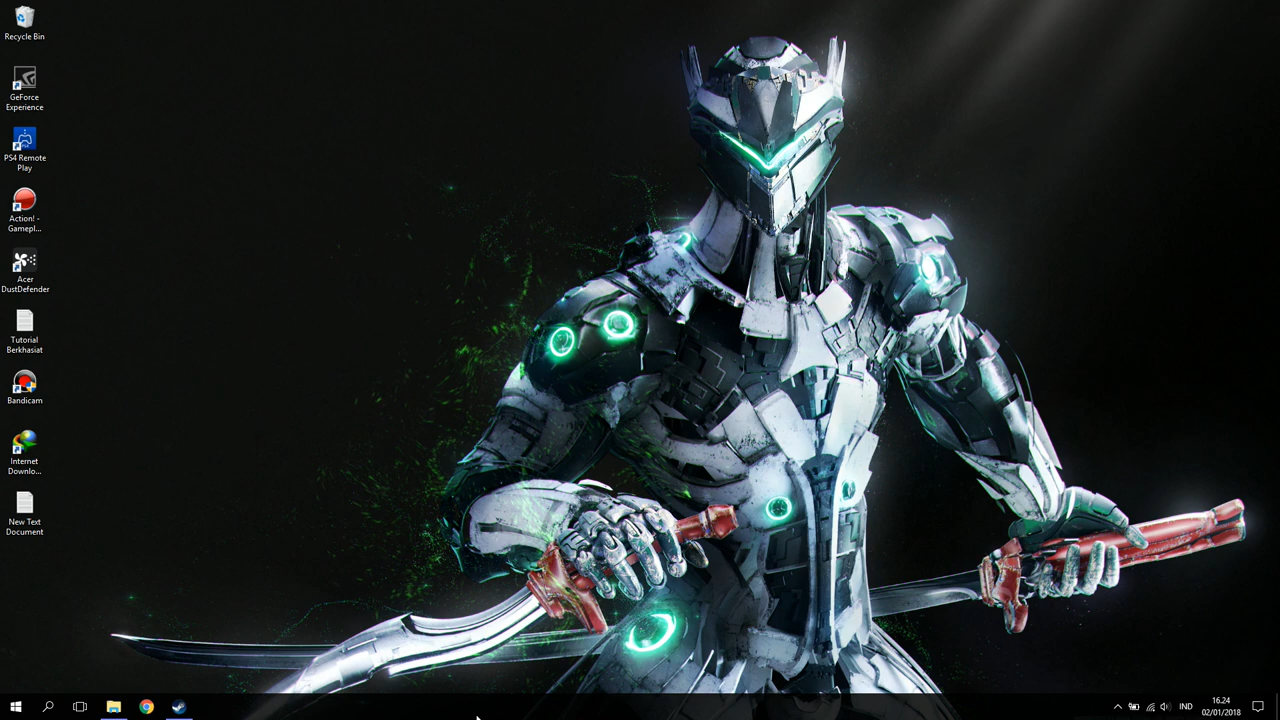 Recycle Bin
GeForce
Experience
PS4 Remote
Play
Action! -
Gamepl...
Acer
DustDefender
Tutorial
Berkhasiat
Bandicam
Internet
Downlo...
New Text
Document
IND
16.24
02/01/2018